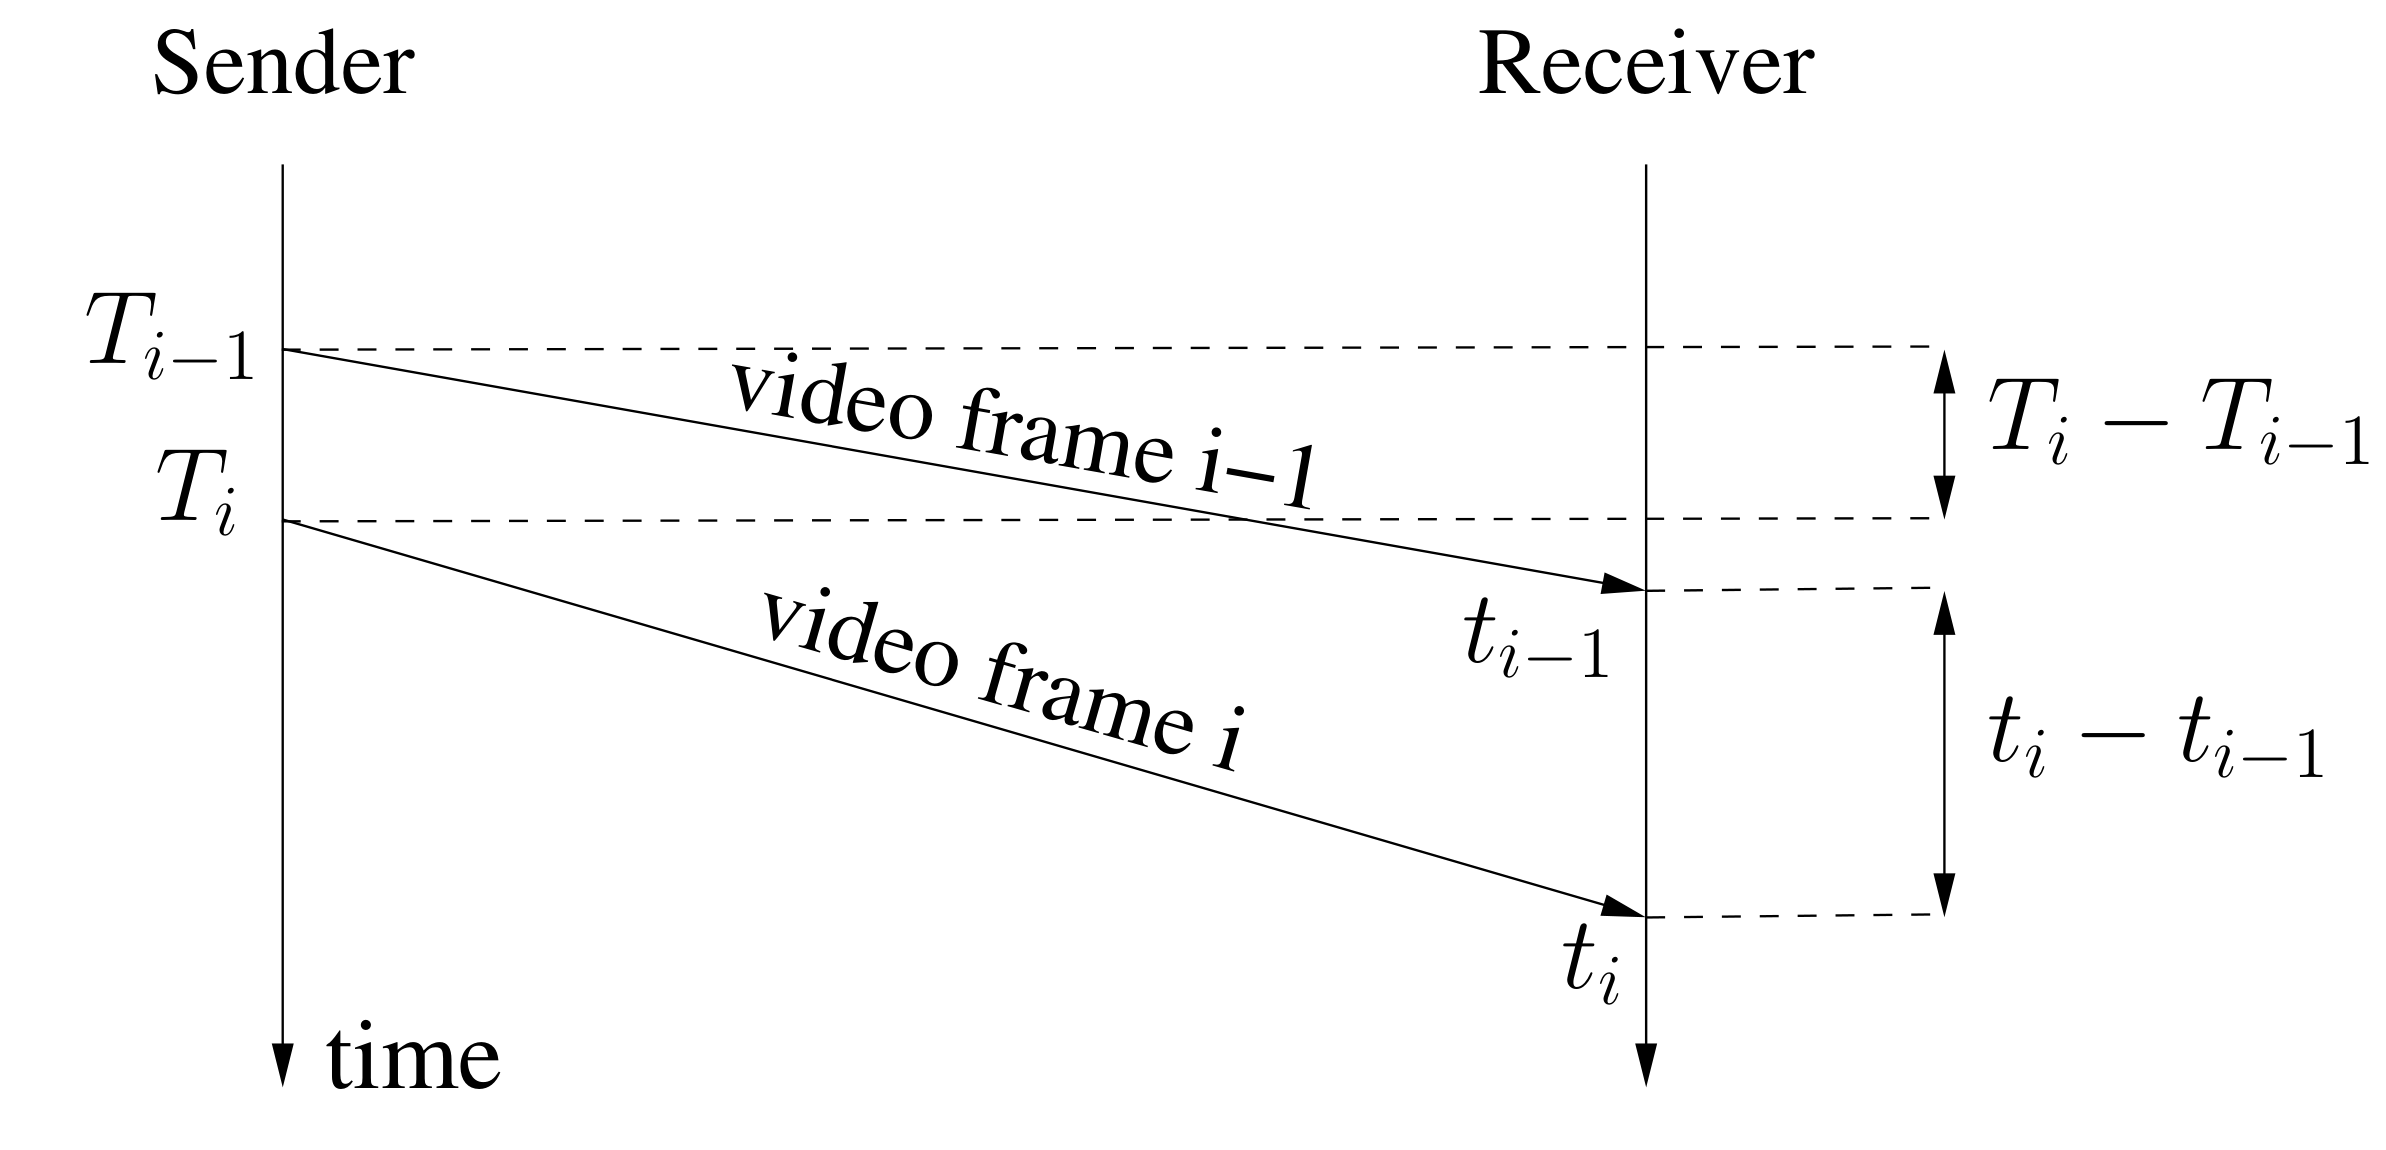 Sender
Receiver
T_{i-1}
video frame i−1
T_i − T_{i−1}
T_i
t_{i−1}
video frame i
t_i − t_{i−1}
t_i
time